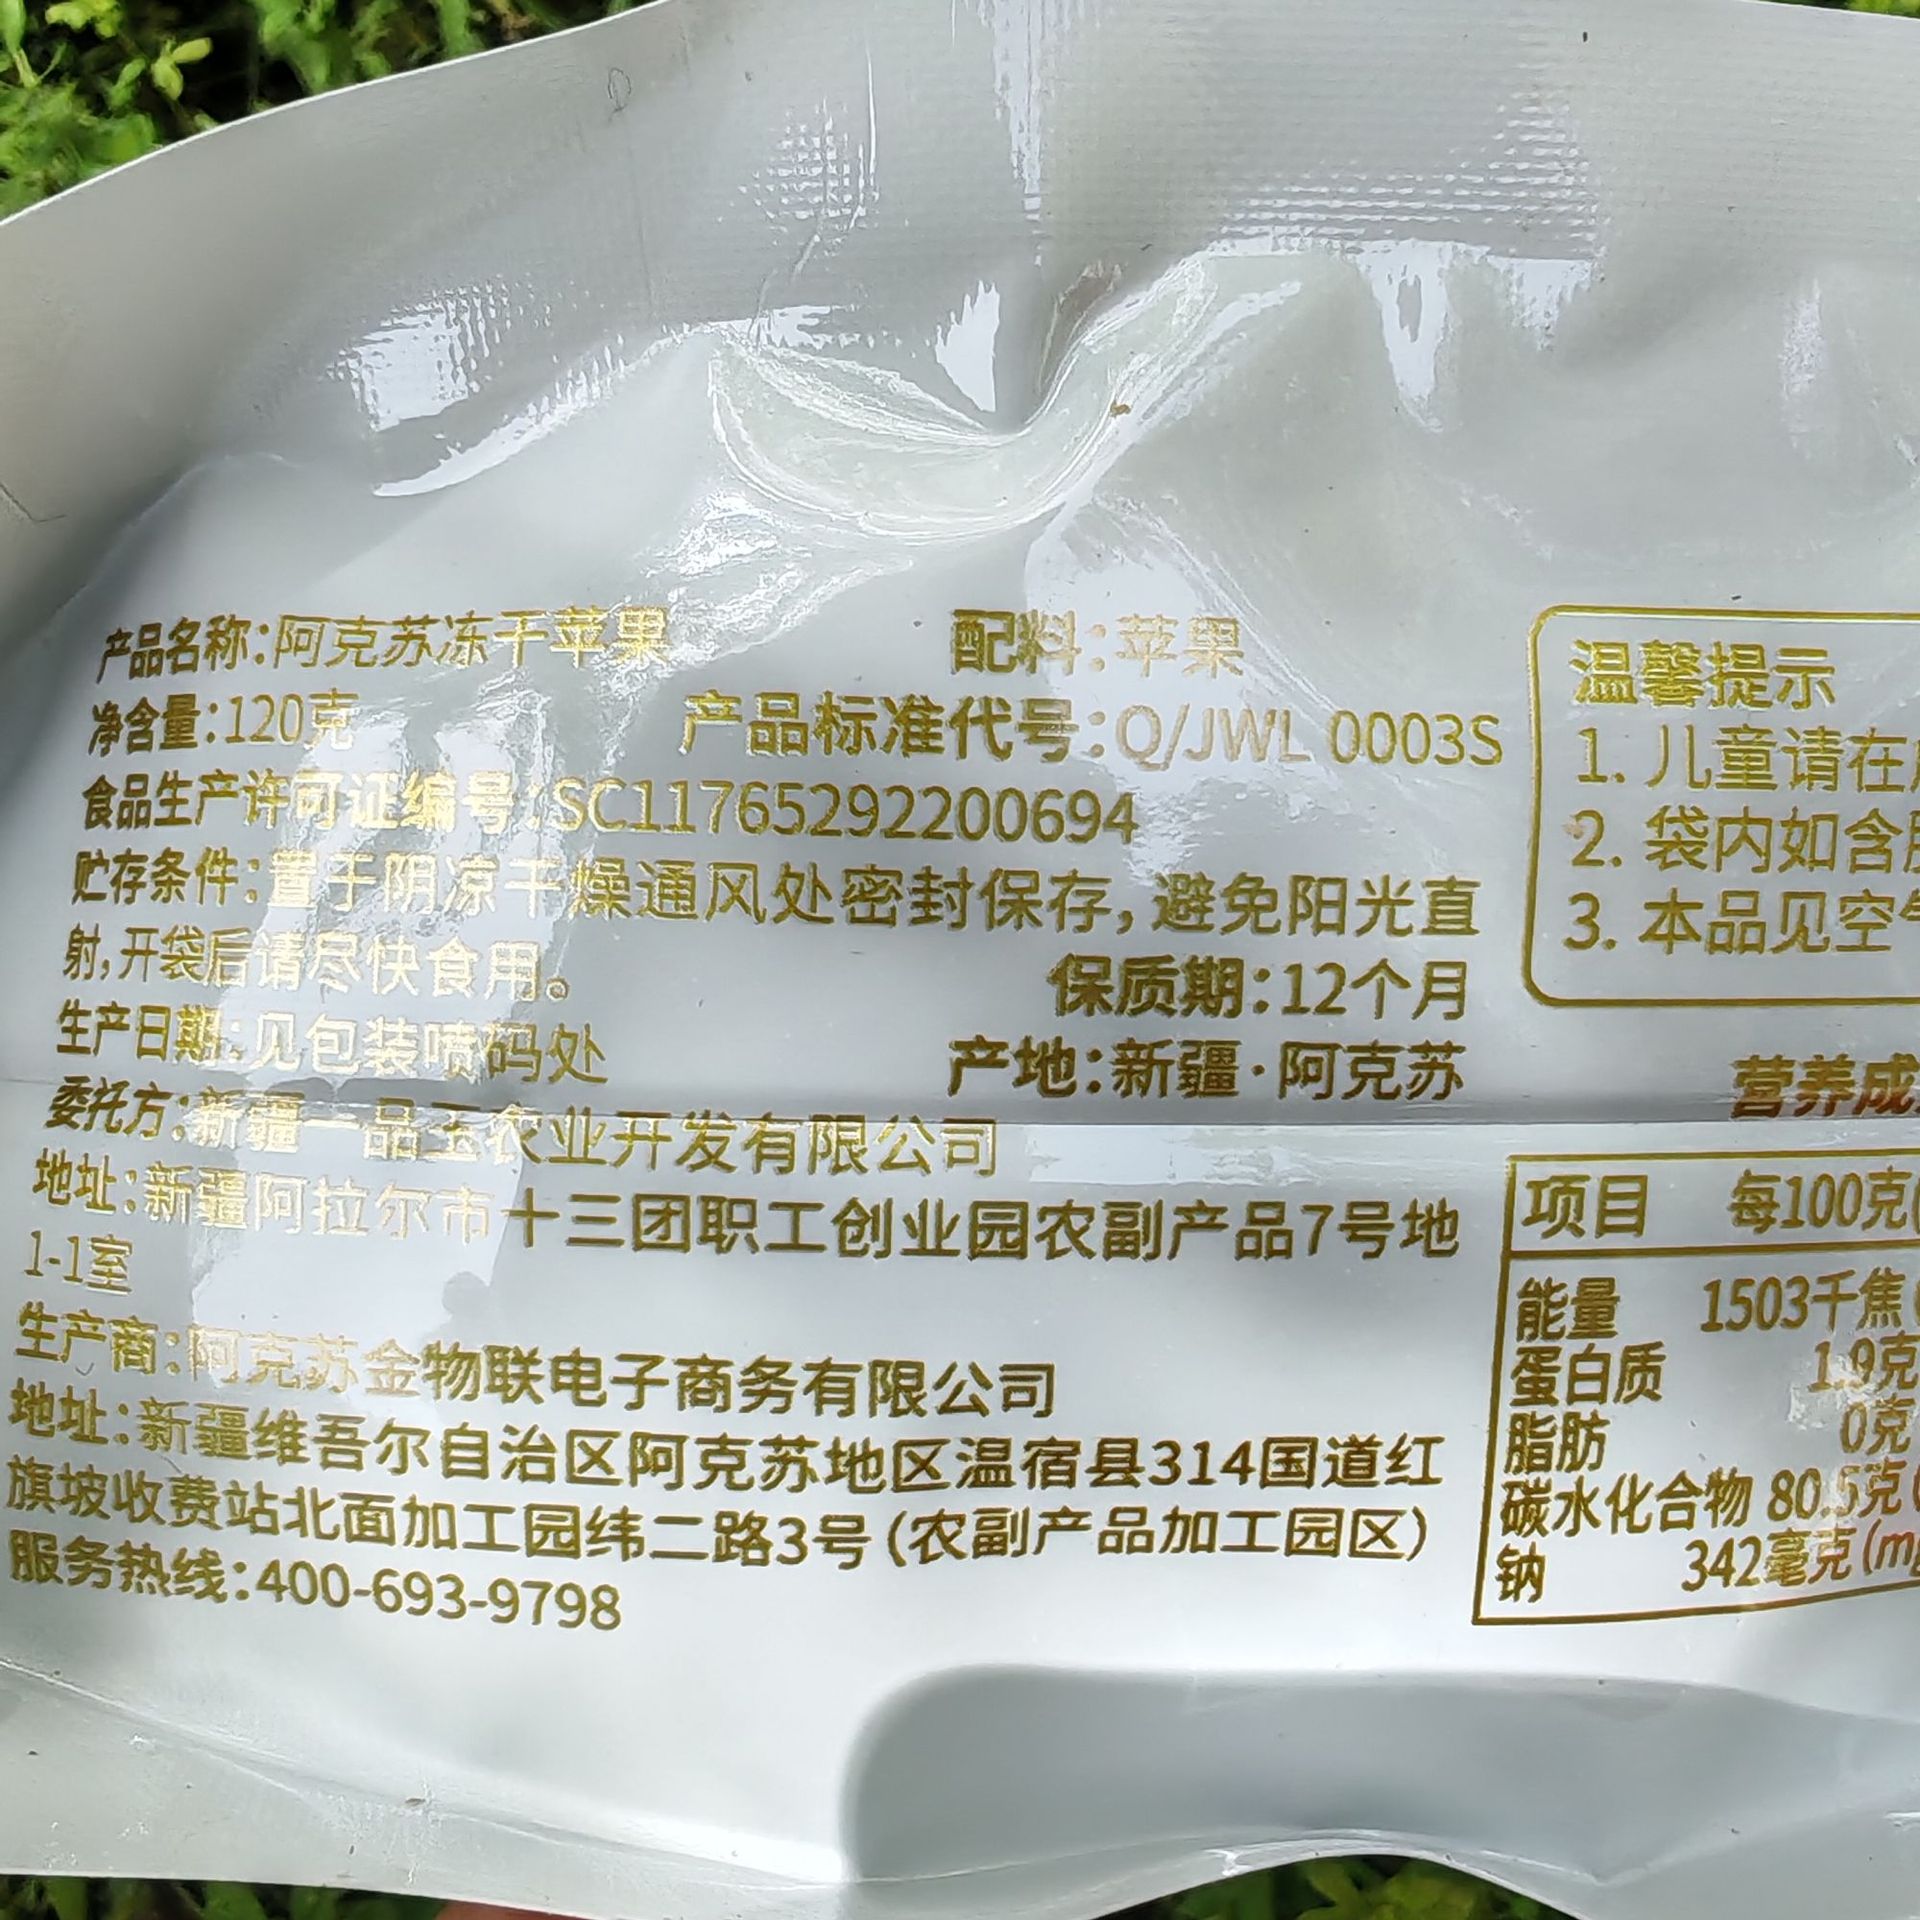 产品名称:阿克苏冻干苹果 配料:苹果
净含量:120克 产品标准代号:Q/JWL 0003S
食品生产许可证编号:SC11765292200694
贮存条件:置于阴凉干燥通风处密封保存,避免阳光直
射,开袋后请尽快食用。
保质期:12个月
生产日期:见包装喷码处
产地:新疆·阿克苏
委托方:新疆一品玉农业开发有限公司
地址:新疆阿拉尔市十三团职工创业园农副产品7号地
1-1室
生产商:阿克苏金物联电子商务有限公司
地址:新疆维吾尔自治区阿克苏地区温宿县314国道红
旗坡收费站北面加工园纬二路3号(农副产品加工园区)
服务热线:400-693-9798
温馨提示
1. 儿童请在
2. 袋内如含
3. 本品见空
营养成
项目 每100克
能量 1503千焦
蛋白质 1.9克
脂肪 0克
碳水化合物 80.5克
钠 342毫克(mg